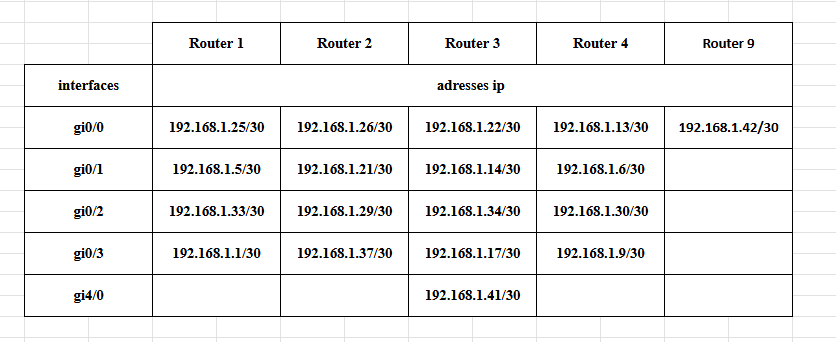 Router 1 Router 2 Router 3 Router 4 Router 9
interfaces adresses ip
gi0/0 192.168.1.25/30 192.168.1.26/30 192.168.1.22/30 192.168.1.13/30 192.168.1.42/30
gi0/1 192.168.1.5/30 192.168.1.21/30 192.168.1.14/30 192.168.1.6/30
gi0/2 192.168.1.33/30 192.168.1.29/30 192.168.1.34/30 192.168.1.30/30
gi0/3 192.168.1.1/30 192.168.1.37/30 192.168.1.17/30 192.168.1.9/30
gi4/0 192.168.1.41/30